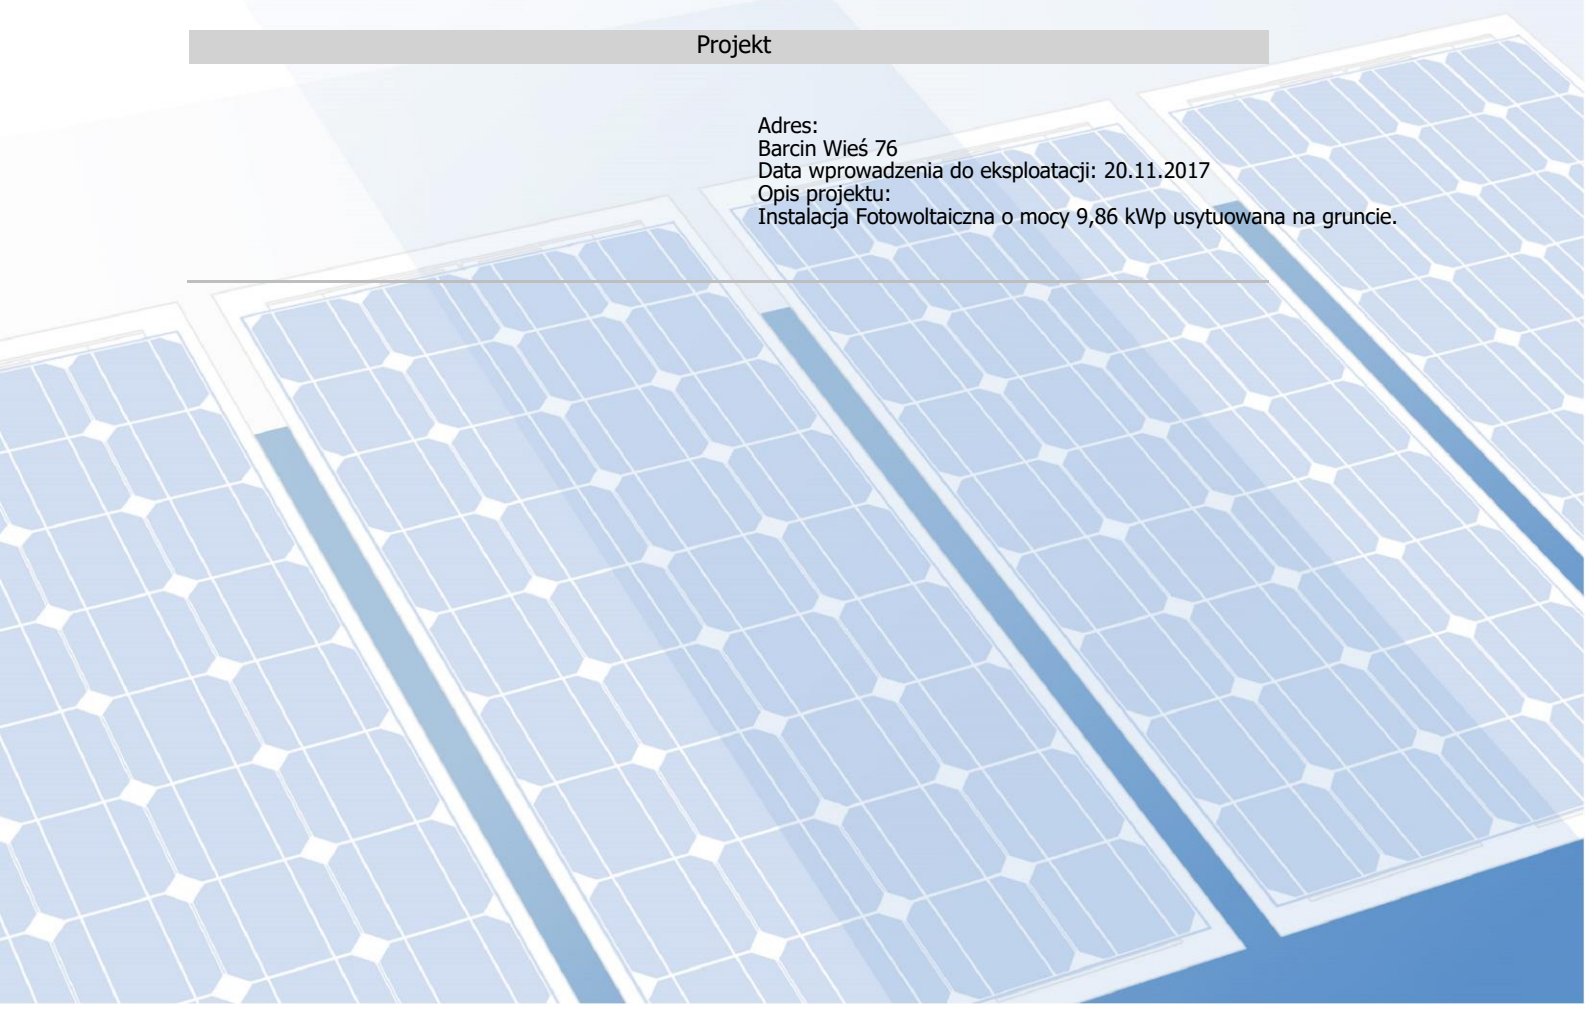 Projekt
Adres:
Barcin Wieś 76
Data wprowadzenia do eksploatacji: 20.11.2017
Opis projektu:
Instalacja Fotowoltaiczna o mocy 9,86 kWp usytuowana na gruncie.